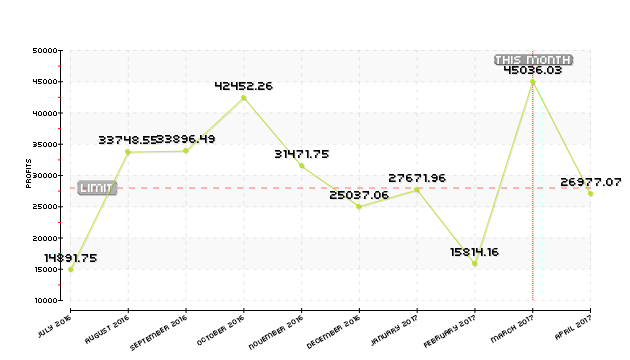 50000
THIS MONTH
45036.03
45000
42452.26
40000
33748.55
33896.49
35000
31471.75
30000
27671.96
26977.07
LIMIT
25037.06
25000
20000
15814.16
14891.75
15000
10000
PROFITS
JULY 2016
AUGUST 2016
SEPTEMBER 2016
OCTOBER 2016
NOVEMBER 2016
DECEMBER 2016
JANUARY 2017
FEBRUARY 2017
MARCH 2017
APRIL 2017